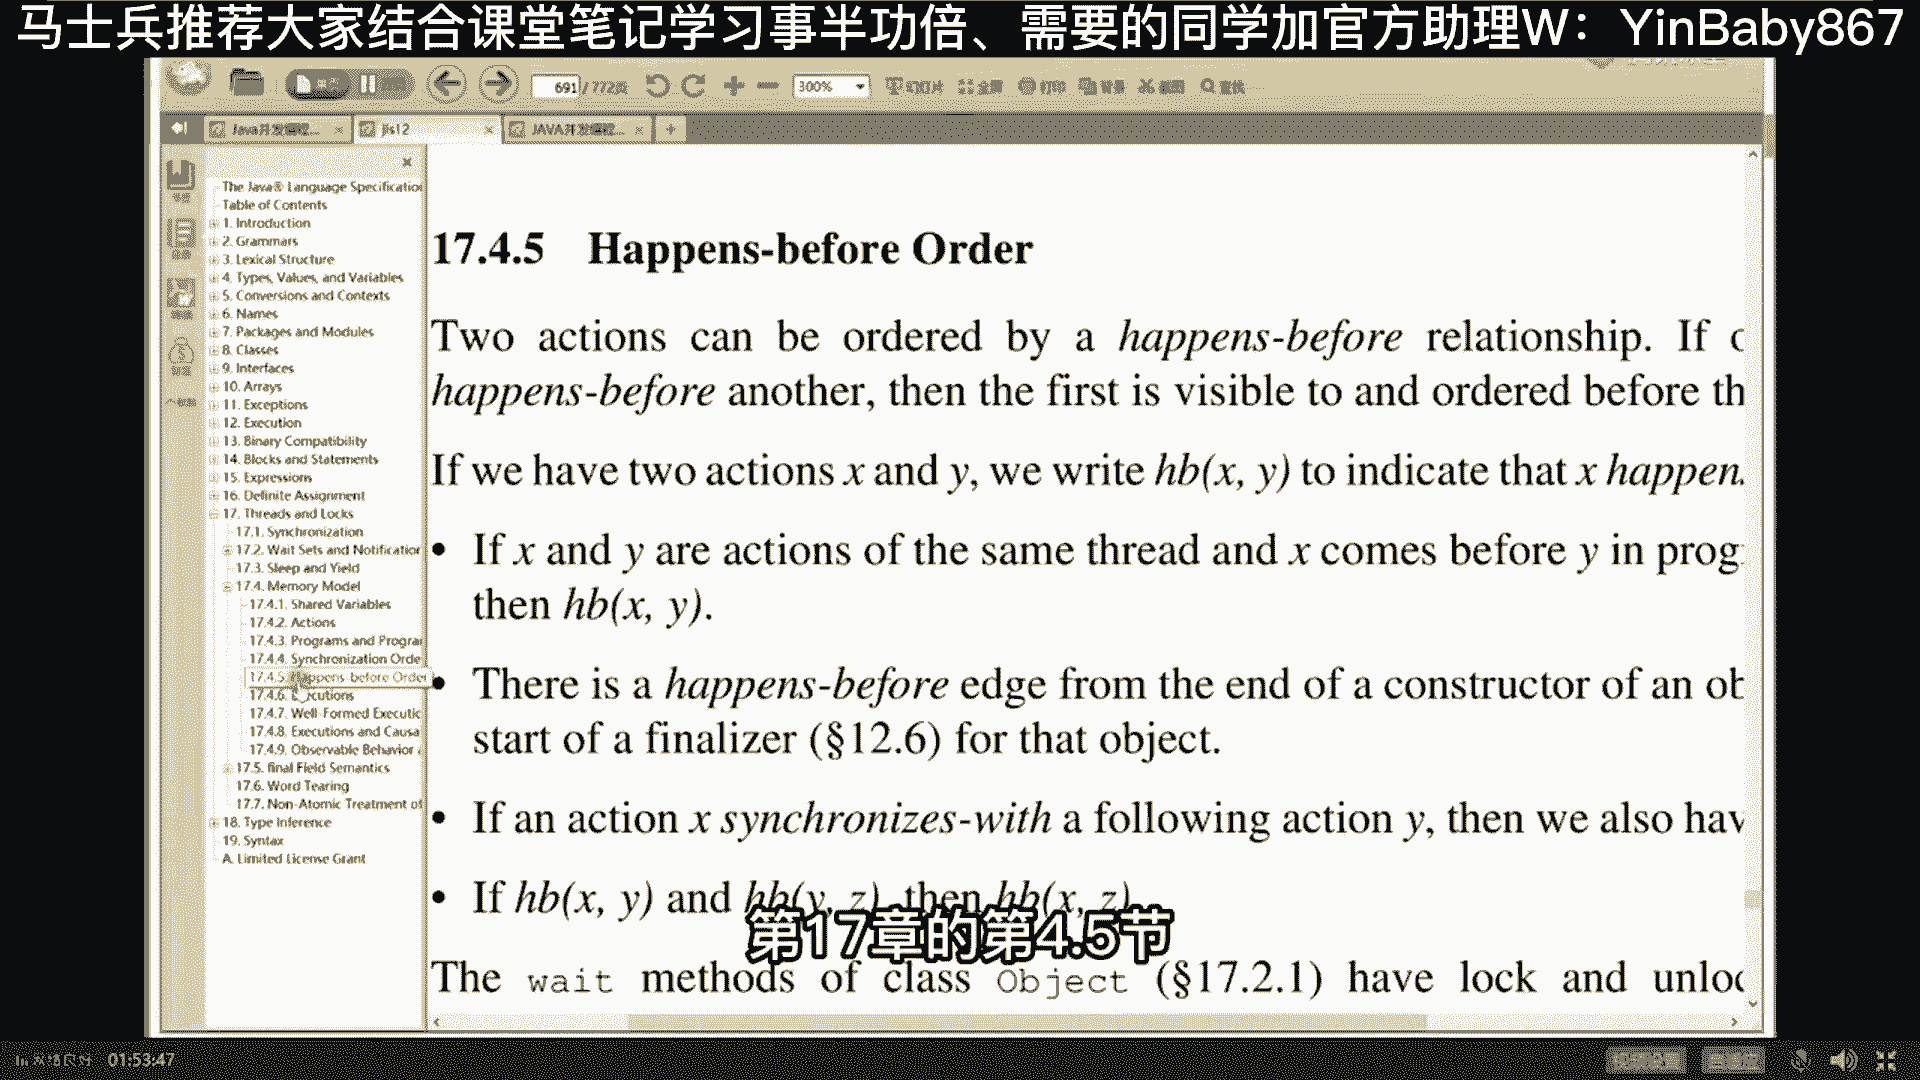 马士兵推荐大家结合课堂笔记学习事半功倍、需要的同学加官方助理W：YinBaby867
691 / 772页
300%
幻灯片 全屏 打印 背景 截图 查找
Java开发
jls12
JAVA开发
The Java® Language Specification
Table of Contents
1. Introduction
2. Grammars
3. Lexical Structure
4. Types, Values, and Variables
5. Conversions and Contexts
6. Names
7. Packages and Modules
8. Classes
9. Interfaces
10. Arrays
11. Exceptions
12. Execution
13. Binary Compatibility
14. Blocks and Statements
15. Expressions
16. Definite Assignment
17. Threads and Locks
17.1. Synchronization
17.2. Wait Sets and Notification
17.3. Sleep and Yield
17.4. Memory Model
17.4.1. Shared Variables
17.4.2. Actions
17.4.3. Programs and Progra
17.4.4. Synchronization Orde
17.4.5. Happens-before Order
17.4.6. Executions
17.4.7. Well-Formed Executio
17.4.8. Executions and Causa
17.4.9. Observable Behavior
17.5. final Field Semantics
17.6. Word Tearing
17.7. Non-Atomic Treatment of
18. Type Inference
19. Syntax
A. Limited License Grant
17.4.5 Happens-before Order
Two actions can be ordered by a happens-before relationship. If o
happens-before another, then the first is visible to and ordered before th
If we have two actions x and y, we write hb(x, y) to indicate that x happen
• If x and y are actions of the same thread and x comes before y in prog
then hb(x, y).
• There is a happens-before edge from the end of a constructor of an ob
start of a finalizer (§12.6) for that object.
• If an action x synchronizes-with a following action y, then we also hav
• If hb(x, y) and hb(y, z), then hb(x, z).
第17章的第4.5节
The wait methods of class Object (§17.2.1) have lock and unloc
01:53:47